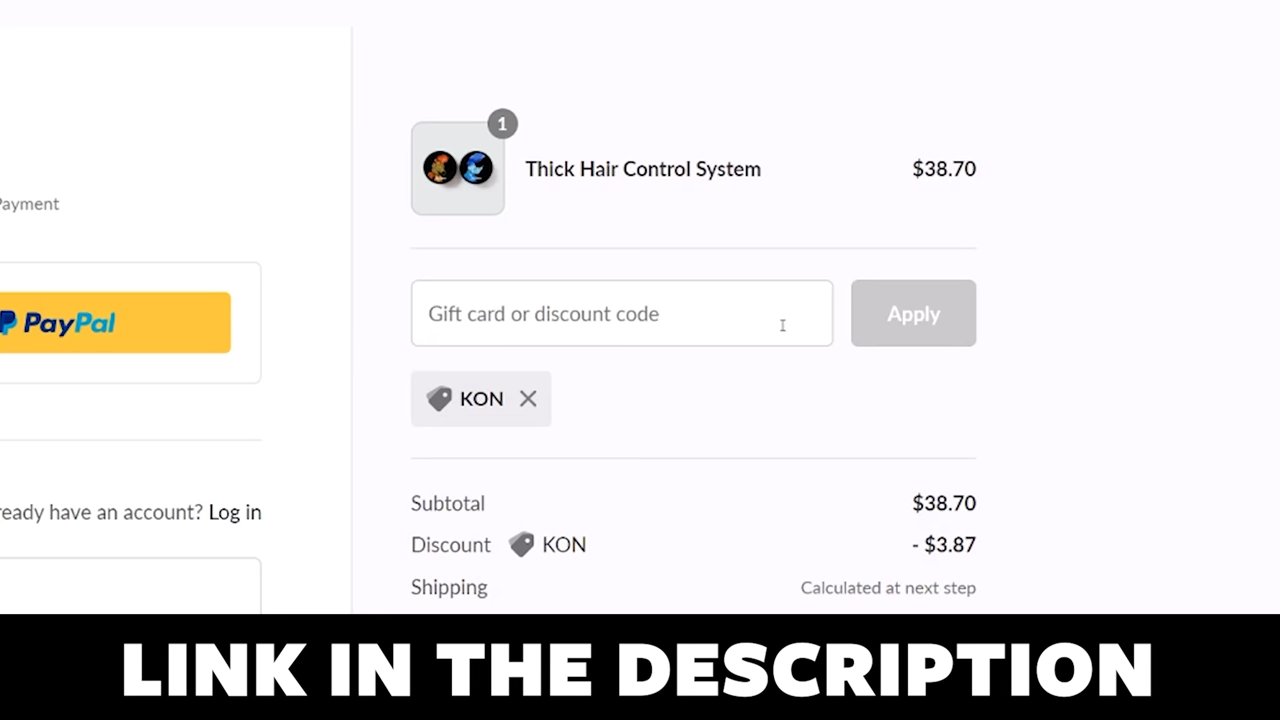 1
Thick Hair Control System $38.70
Payment
Gift card or discount code Apply
PayPal
KON
Subtotal $38.70
already have an account? Log in
Discount KON - $3.87
Shipping Calculated at next step
LINK IN THE DESCRIPTION